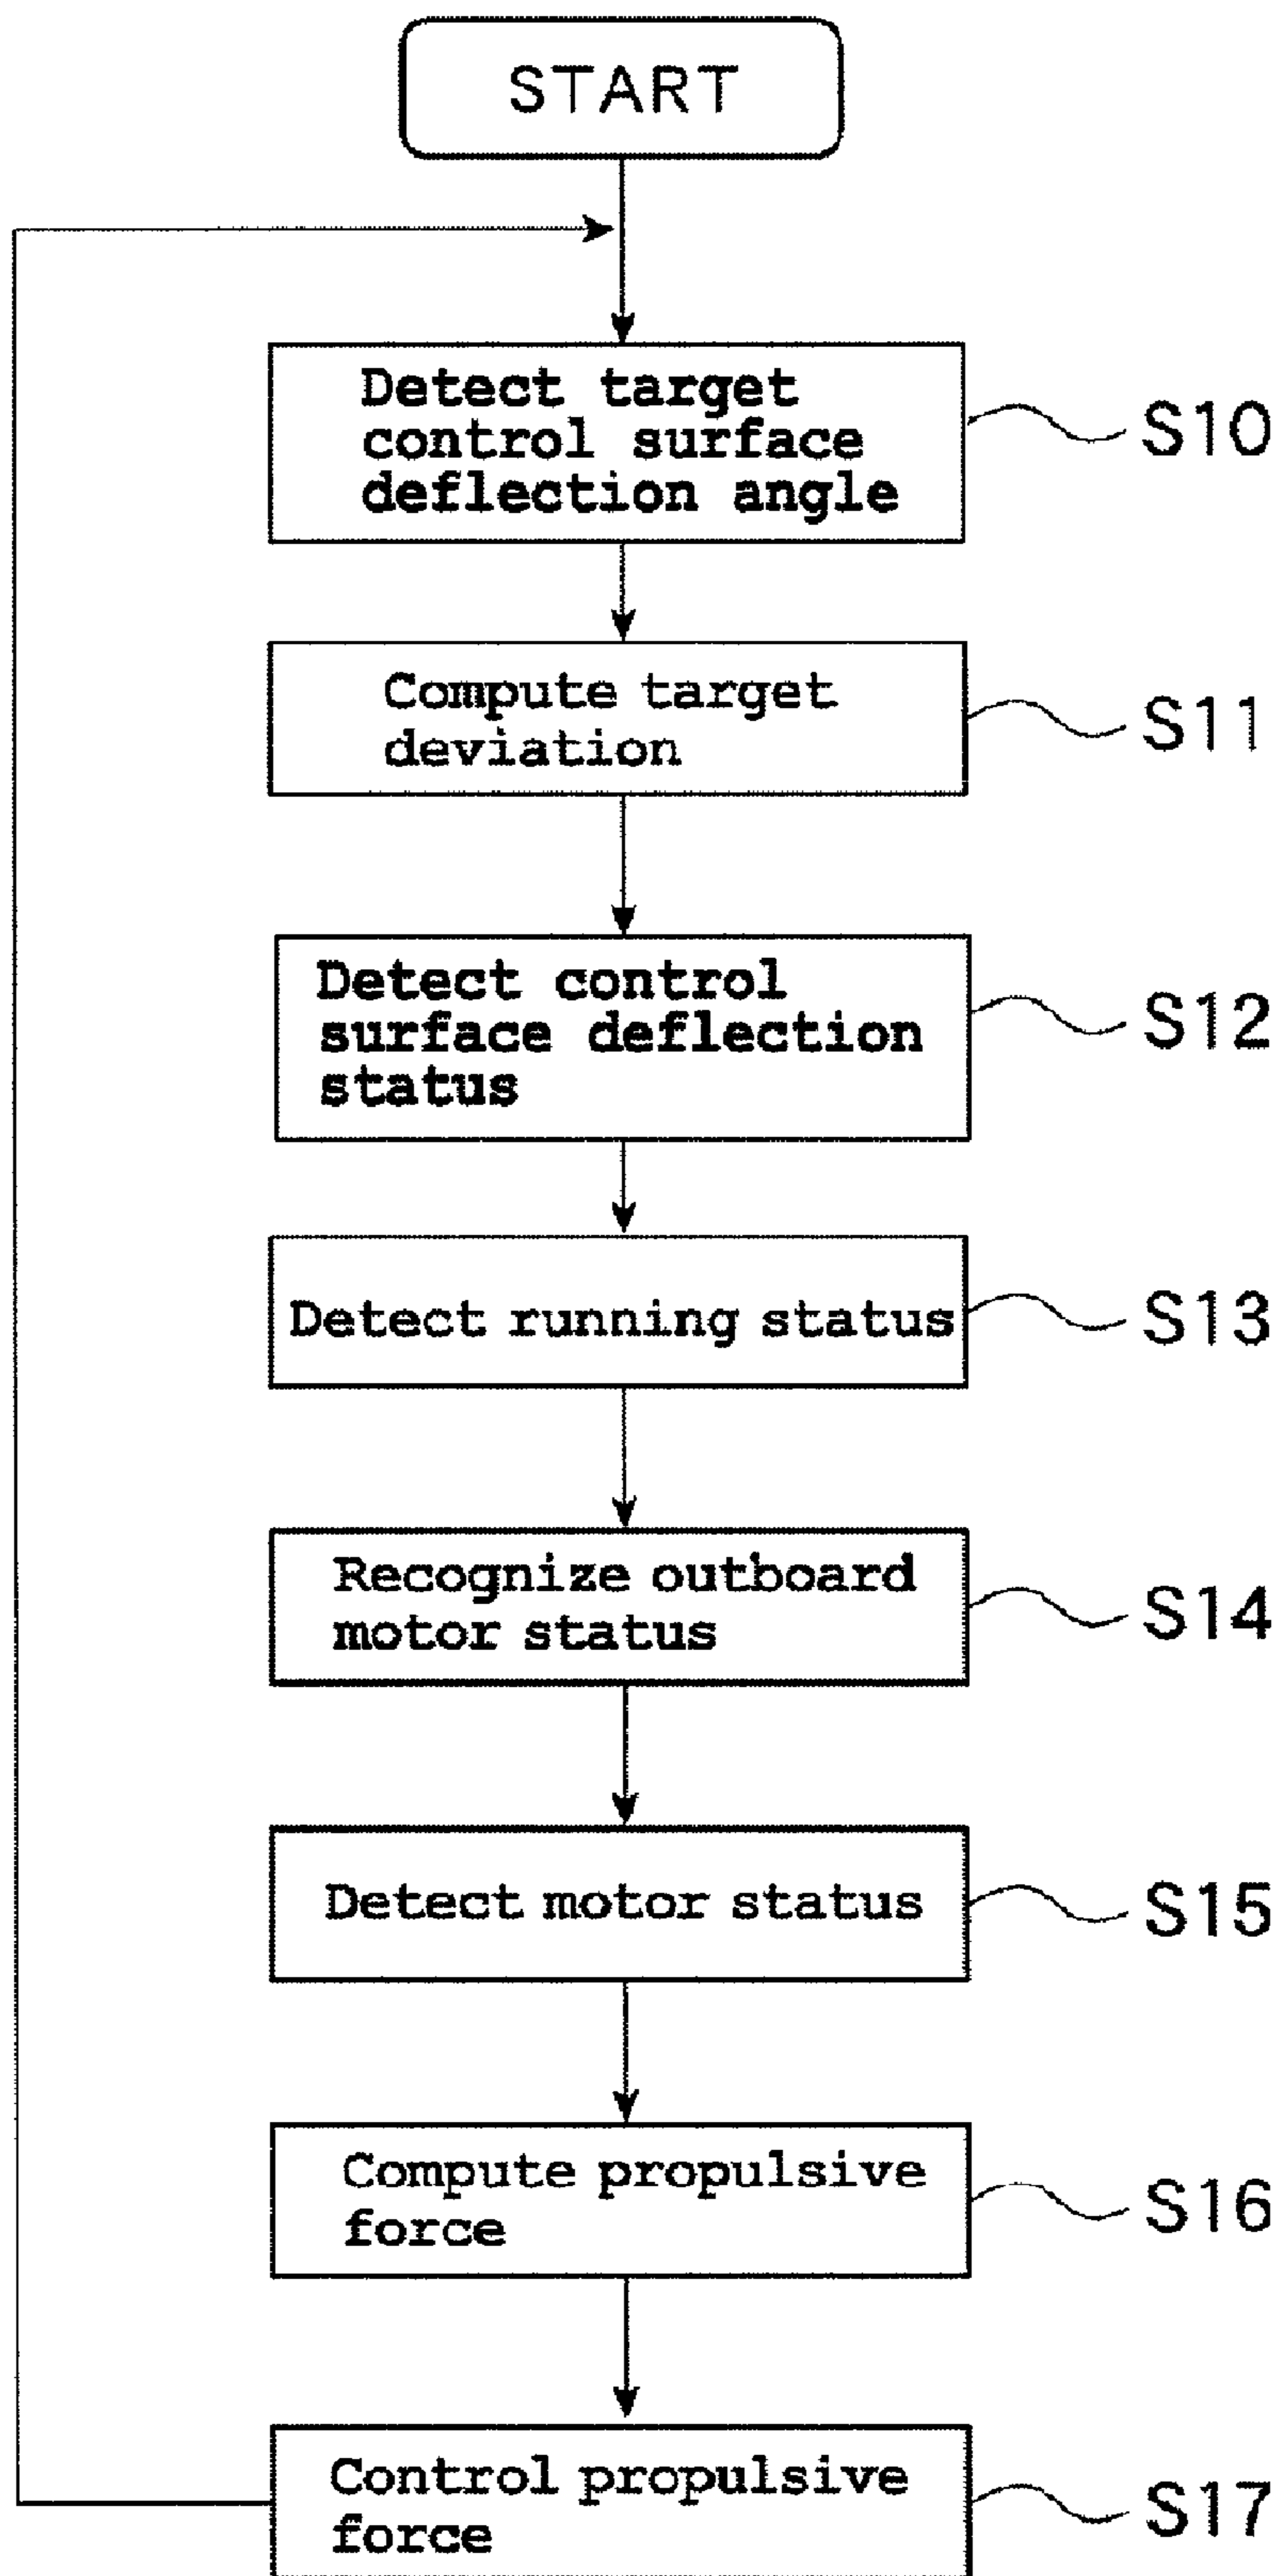 START
Detect target
control surface
deflection angle
S10
Compute target
deviation
S11
Detect control
surface deflection
status
S12
Detect running status
S13
Recognize outboard
motor status
S14
Detect motor status
S15
Compute propulsive
force
S16
Control propulsive
force
S17